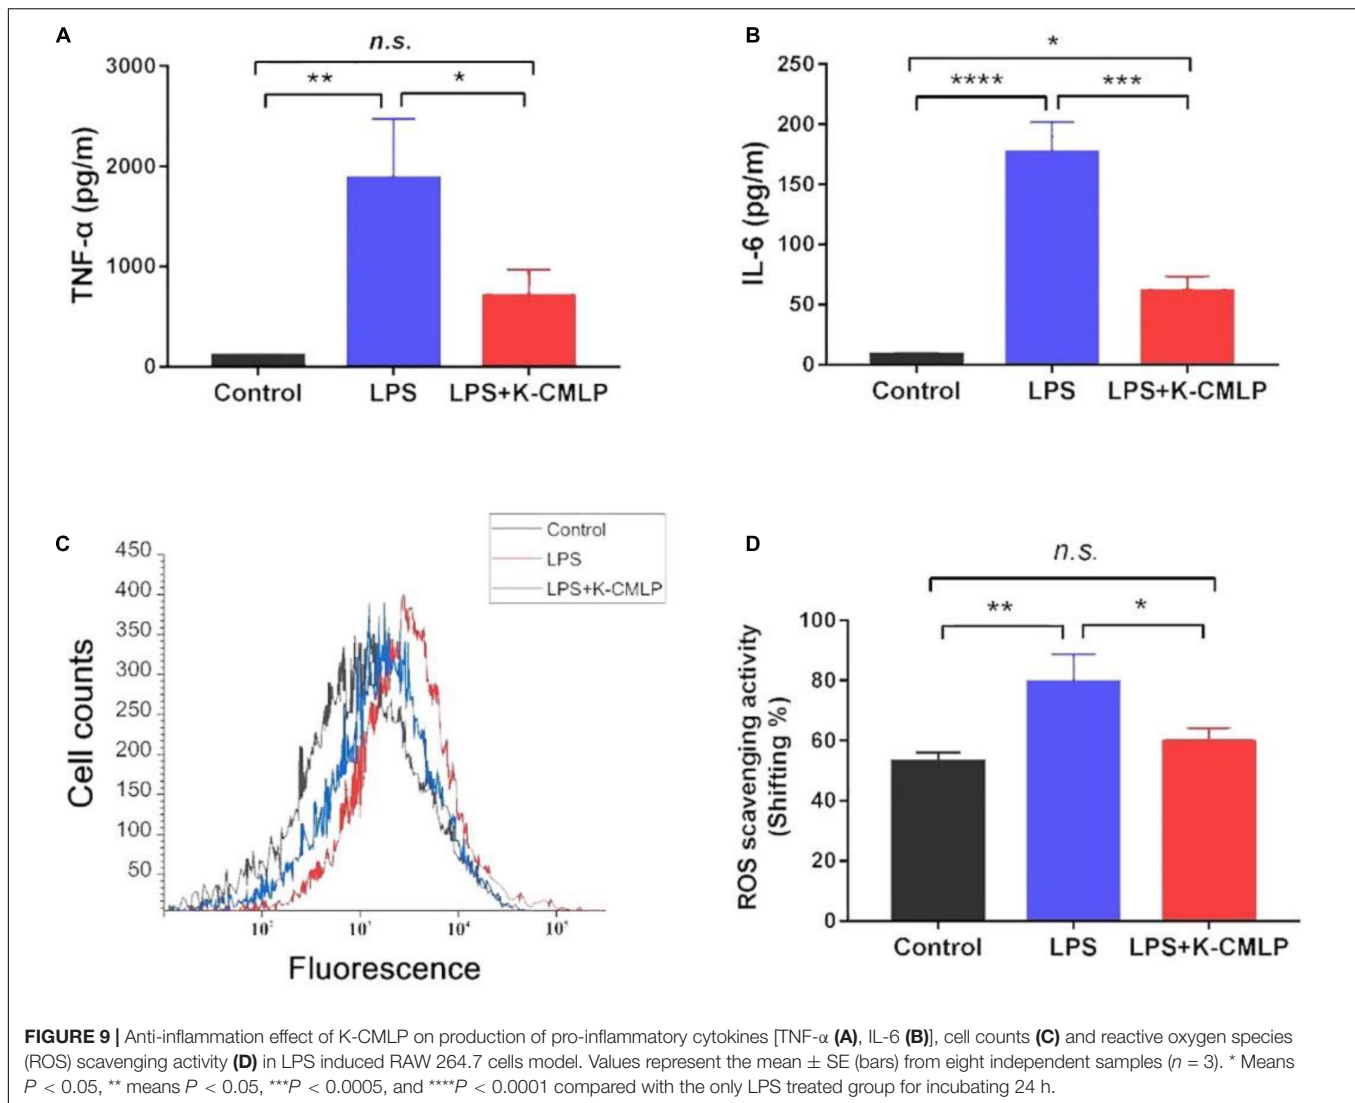 A
n.s.
**
*
3000
2000
1000
0
TNF-α (pg/m)
Control LPS LPS+K-CMLP
B
*
****
***
250
200
150
100
50
0
IL-6 (pg/m)
Control LPS LPS+K-CMLP
C
Control
LPS
LPS+K-CMLP
450
400
350
300
250
200
150
100
50
Cell counts
10² 10³ 10⁴ 10⁵
Fluorescence
D
n.s.
**
*
100
80
60
40
20
0
ROS scavenging activity
(Shifting %)
Control LPS LPS+K-CMLP
FIGURE 9 | Anti-inflammation effect of K-CMLP on production of pro-inflammatory cytokines [TNF-α (A), IL-6 (B)], cell counts (C) and reactive oxygen species
(ROS) scavenging activity (D) in LPS induced RAW 264.7 cells model. Values represent the mean ± SE (bars) from eight independent samples (n = 3). * Means
P < 0.05, ** means P < 0.05, ***P < 0.0005, and ****P < 0.0001 compared with the only LPS treated group for incubating 24 h.